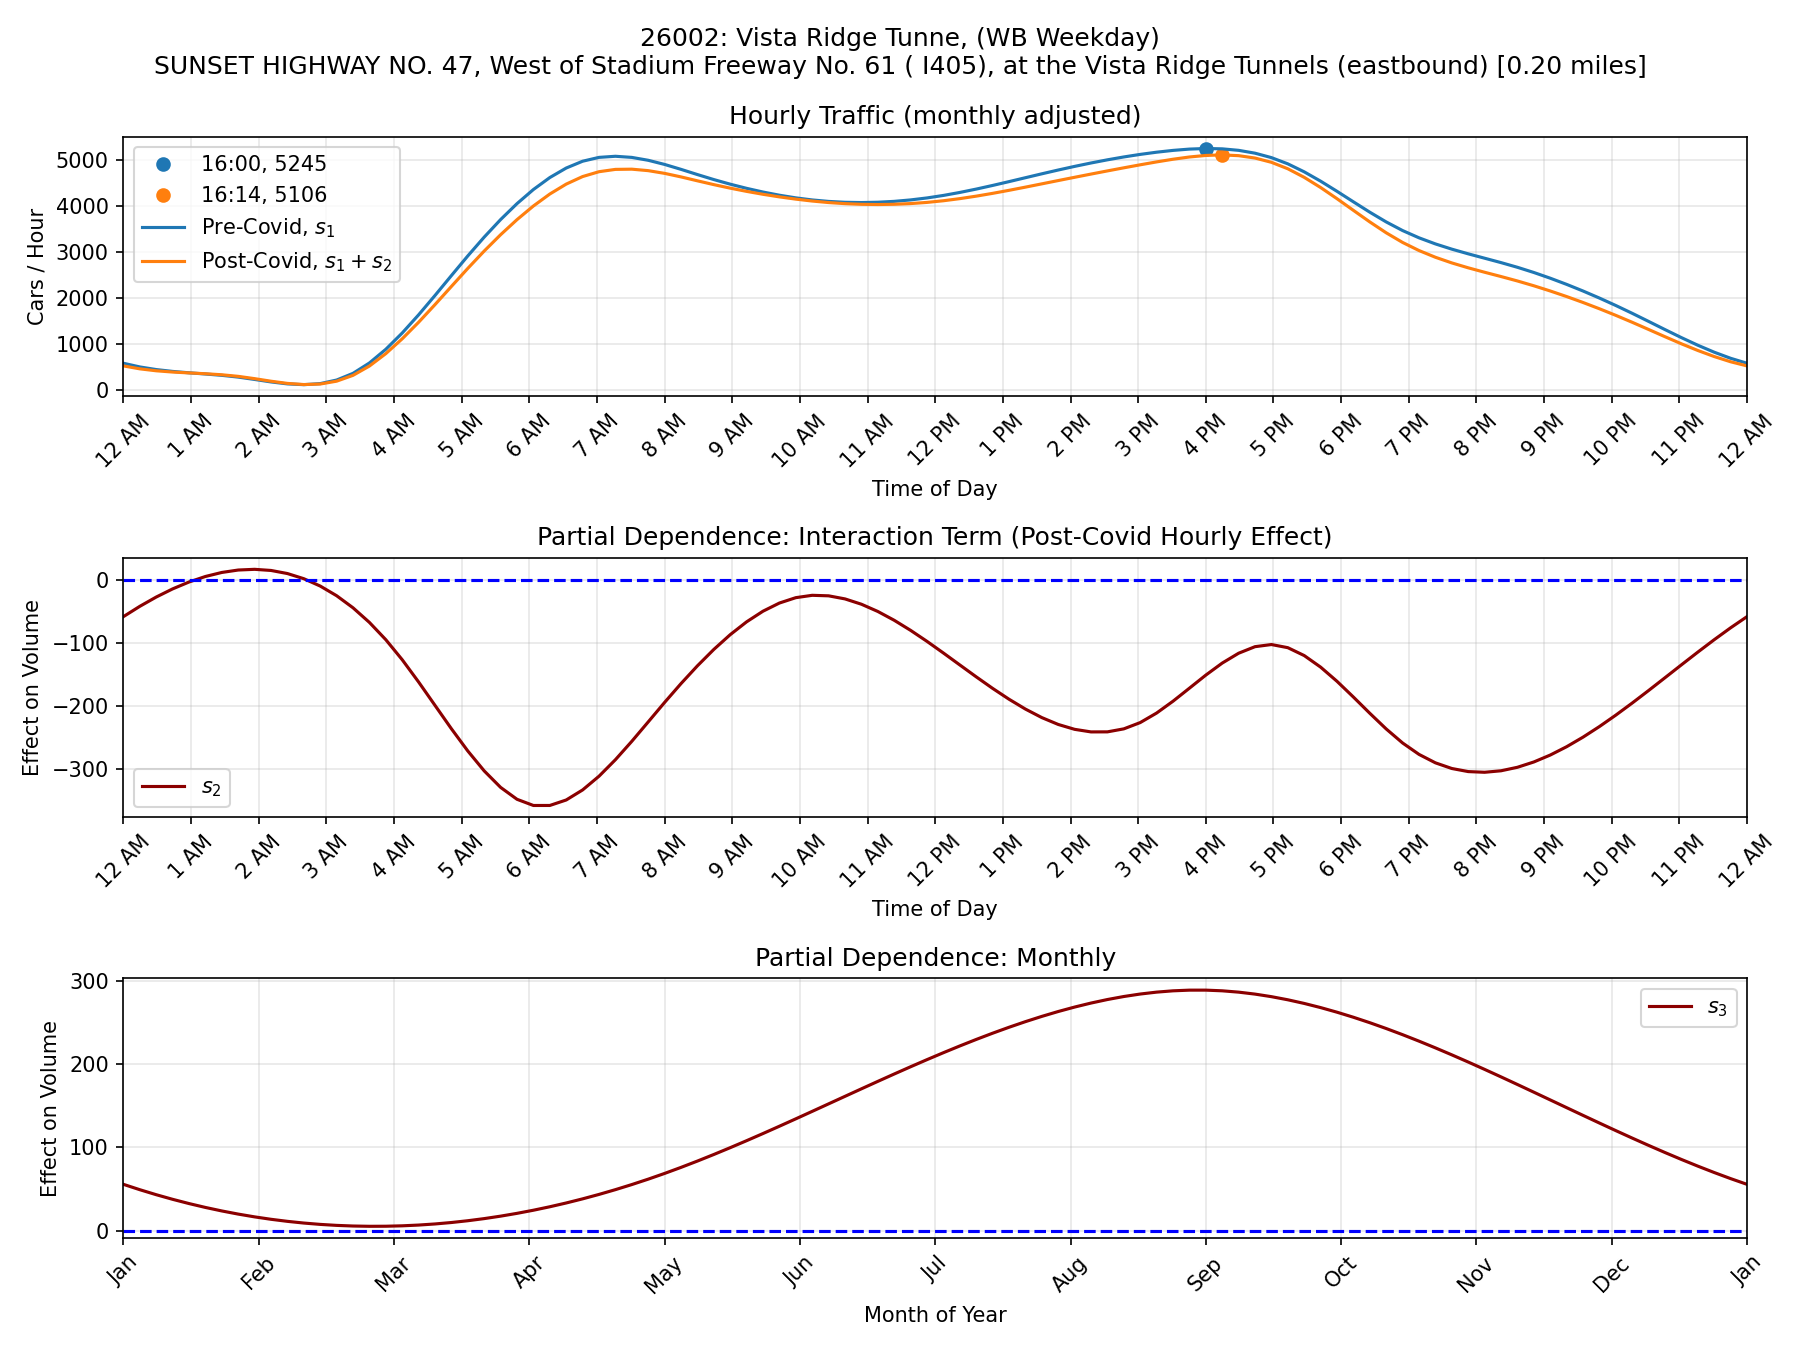 26002: Vista Ridge Tunne, (WB Weekday)
SUNSET HIGHWAY NO. 47, West of Stadium Freeway No. 61 ( I405), at the Vista Ridge Tunnels (eastbound) [0.20 miles]
Hourly Traffic (monthly adjusted)
Cars / Hour
5000
4000
3000
2000
1000
0
16:00, 5245
16:14, 5106
Pre-Covid, s₁
Post-Covid, s₁ + s₂
12 AM 1 AM 2 AM 3 AM 4 AM 5 AM 6 AM 7 AM 8 AM 9 AM 10 AM 11 AM 12 PM 1 PM 2 PM 3 PM 4 PM 5 PM 6 PM 7 PM 8 PM 9 PM 10 PM 11 PM 12 AM
Time of Day
Partial Dependence: Interaction Term (Post-Covid Hourly Effect)
Effect on Volume
0
−100
−200
−300
s₂
12 AM 1 AM 2 AM 3 AM 4 AM 5 AM 6 AM 7 AM 8 AM 9 AM 10 AM 11 AM 12 PM 1 PM 2 PM 3 PM 4 PM 5 PM 6 PM 7 PM 8 PM 9 PM 10 PM 11 PM 12 AM
Time of Day
Partial Dependence: Monthly
Effect on Volume
300
200
100
0
s₃
Jan Feb Mar Apr May Jun Jul Aug Sep Oct Nov Dec Jan
Month of Year